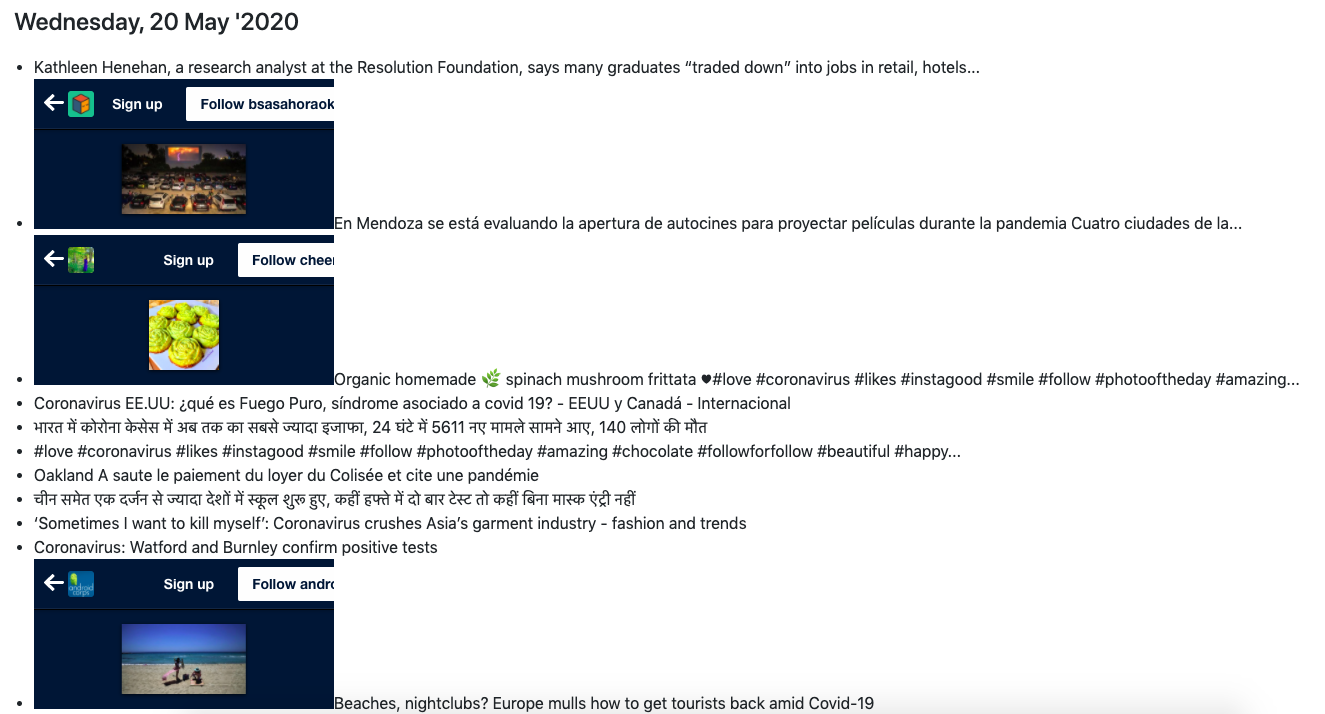 Wednesday, 20 May '2020
Kathleen Henehan, a research analyst at the Resolution Foundation, says many graduates “traded down” into jobs in retail, hotels...
Sign up Follow bsasahoraok
En Mendoza se está evaluando la apertura de autocines para proyectar películas durante la pandemia Cuatro ciudades de la...
Sign up Follow cheer
Organic homemade 🌿 spinach mushroom frittata ♥#love #coronavirus #likes #instagood #smile #follow #photooftheday #amazing...
Coronavirus EE.UU: ¿qué es Fuego Puro, síndrome asociado a covid 19? - EEUU y Canadá - Internacional
भारत में कोरोना केसेस में अब तक का सबसे ज्यादा इजाफा, 24 घंटे में 5611 नए मामले सामने आए, 140 लोगों की मौत
#love #coronavirus #likes #instagood #smile #follow #photooftheday #amazing #chocolate #followforfollow #beautiful #happy...
Oakland A saute le paiement du loyer du Colisée et cite une pandémie
चीन समेत एक दर्जन से ज्यादा देशों में स्कूल शुरू हुए, कहीं हफ्ते में दो बार टेस्ट तो कहीं बिना मास्क एंट्री नहीं
‘Sometimes I want to kill myself’: Coronavirus crushes Asia’s garment industry - fashion and trends
Coronavirus: Watford and Burnley confirm positive tests
android corps Sign up Follow andro
Beaches, nightclubs? Europe mulls how to get tourists back amid Covid-19